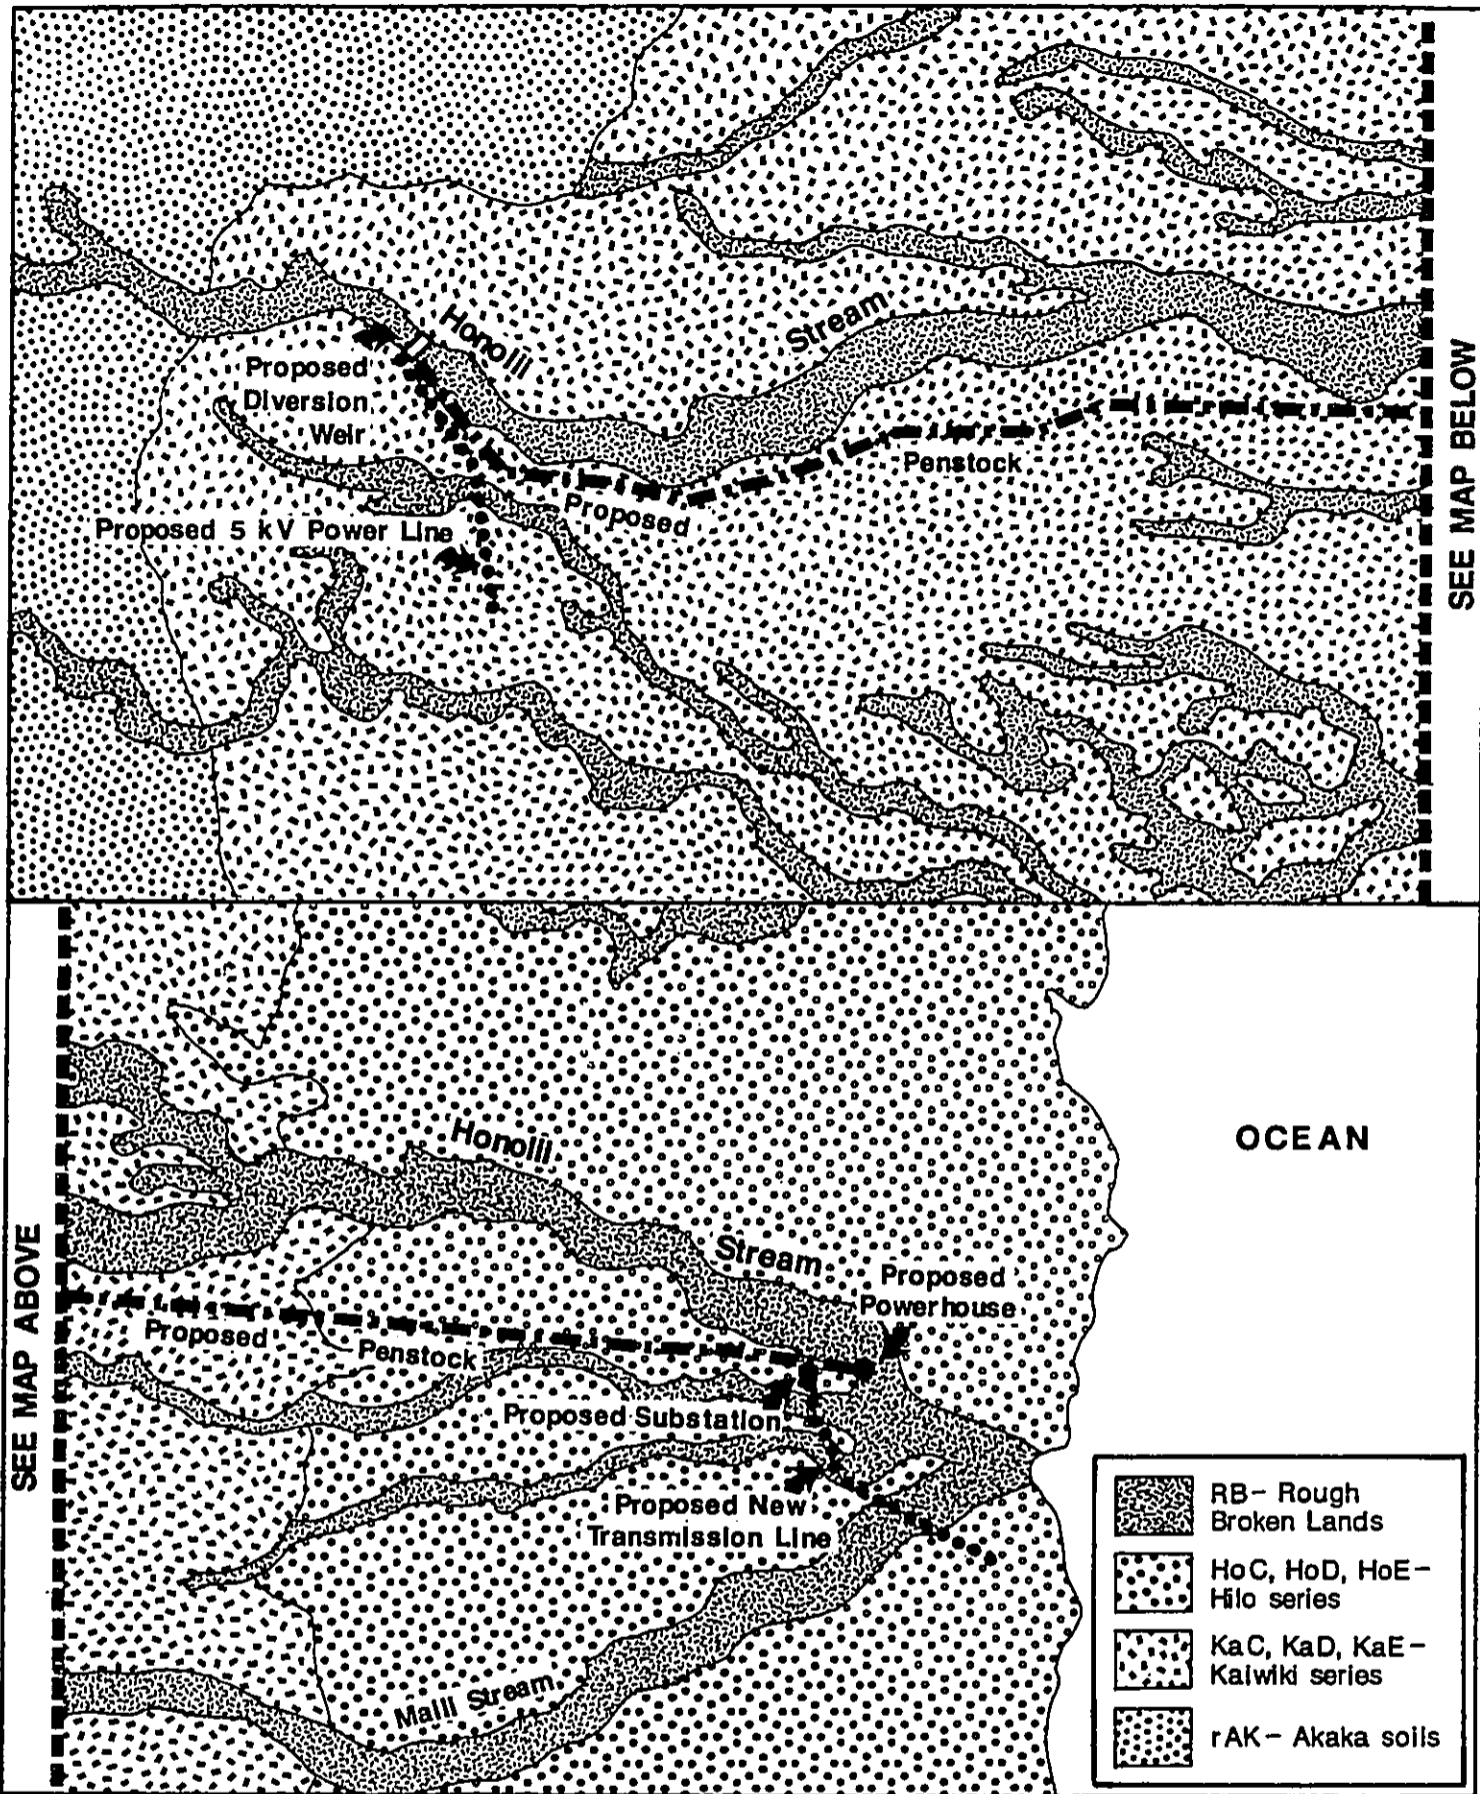 Honolii
Stream
Proposed
Diversion
Weir
Penstock
Proposed
Proposed 5 kV Power Line
SEE MAP BELOW
SEE MAP ABOVE
Honolii
Stream
OCEAN
Proposed
Powerhouse
Proposed
Penstock
Proposed Substation
Proposed New
Transmission Line
Maili Stream
RB- Rough
Broken Lands
HoC, HoD, HoE-
Hilo series
KaC, KaD, KaE-
Kaiwiki series
rAK- Akaka soils